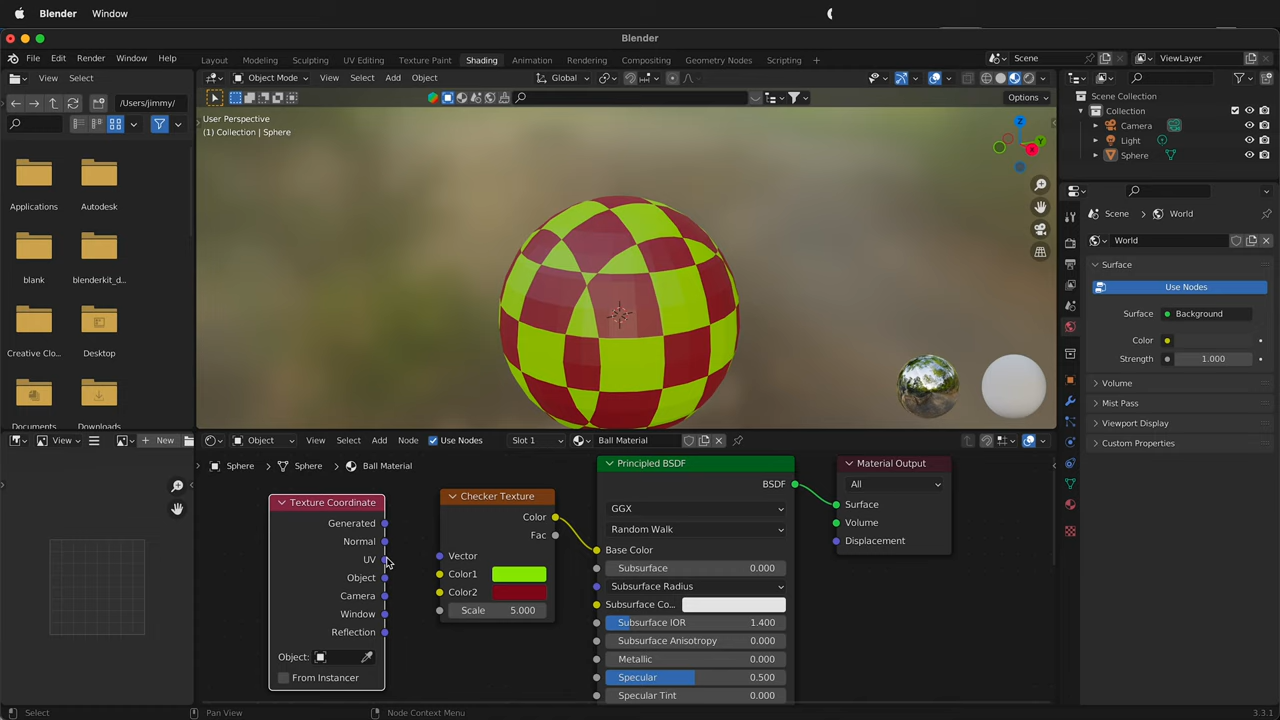 Blender Window
Blender
File Edit Render Window Help
Layout Modeling Sculpting UV Editing Texture Paint Shading Animation Rendering Compositing Geometry Nodes Scripting +
Scene
ViewLayer
View Select
Object Mode View Select Add Object
Global
/Users/jimmy/
Options
User Perspective
(1) Collection | Sphere
Z
Y
X
Applications
Autodesk
blank
blenderkit_d...
Creative Clo...
Desktop
Documents
Downloads
Scene Collection
Collection
Camera
Light
Sphere
Scene > World
World
Surface
Use Nodes
Surface Background
Color
Strength 1.000
Volume
Mist Pass
Viewport Display
Custom Properties
View
+ New
Object View Select Add Node Use Nodes Slot 1 Ball Material
Sphere > Sphere > Ball Material
Texture Coordinate
Generated
Normal
UV
Object
Camera
Window
Reflection
Object:
From Instancer
Checker Texture
Color
Fac
Vector
Color1
Color2
Scale 5.000
Principled BSDF
BSDF
GGX
Random Walk
Base Color
Subsurface 0.000
Subsurface Radius
Subsurface Co...
Subsurface IOR 1.400
Subsurface Anisotropy 0.000
Metallic 0.000
Specular 0.500
Specular Tint 0.000
Material Output
All
Surface
Volume
Displacement
Select
Pan View
Node Context Menu
3.3.1